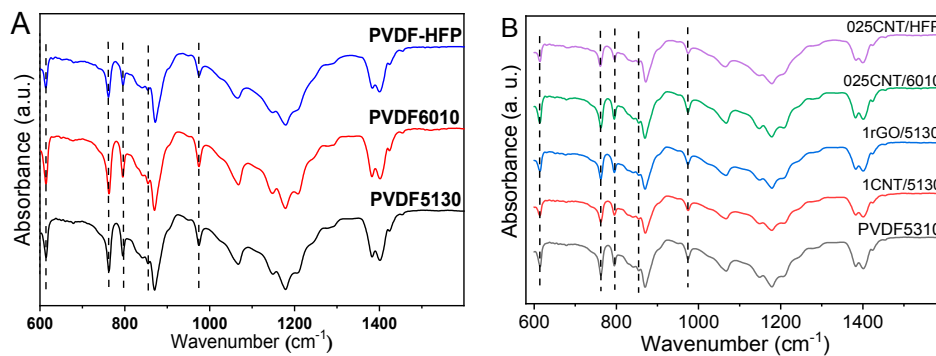 A
PVDF-HFP
PVDF6010
PVDF5130
Absorbance (a. u.)
600 800 1000 1200 1400
Wavenumber (cm-1)
B
025CNT/HFP
025CNT/6010
1rGO/5130
1CNT/5130
PVDF5310
Absorbance (a. u.)
600 800 1000 1200 1400
Wavenumber (cm-1)